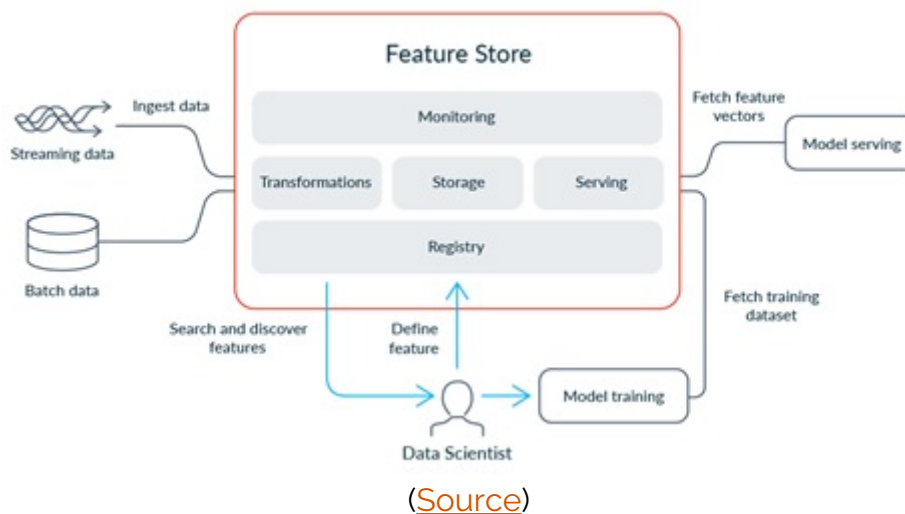 Feature Store
Monitoring
Transformations
Storage
Serving
Registry
Ingest data
Streaming data
Batch data
Fetch feature
vectors
Model serving
Search and discover
features
Define
feature
Fetch training
dataset
Model training
Data Scientist
(Source)